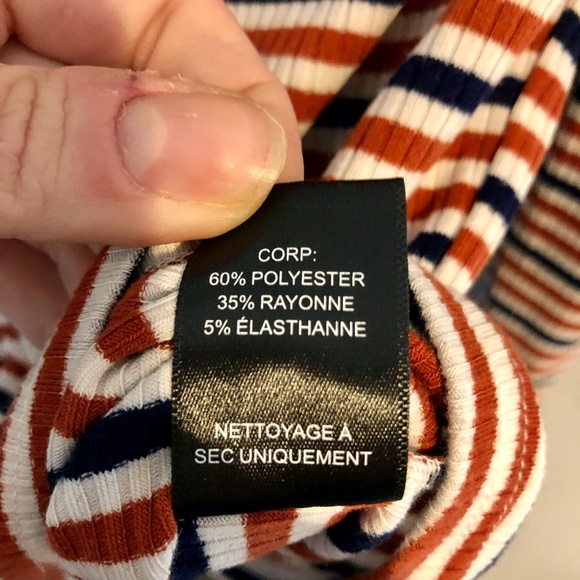 CORP:
60% POLYESTER
35% RAYONNE
5% ÉLASTHANNE
NETTOYAGE À
SEC UNIQUEMENT